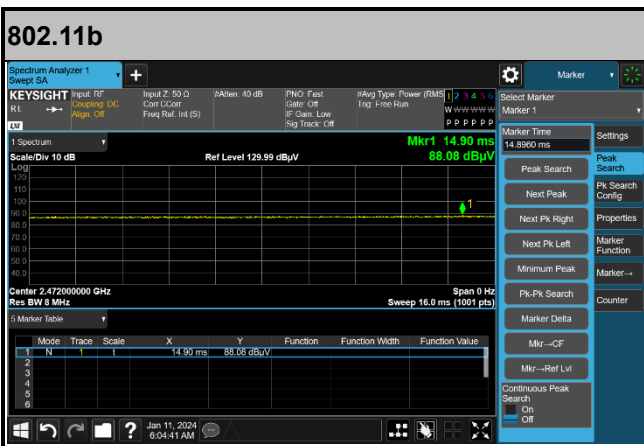 802.11b
Spectrum Analyzer 1
Swept SA
+
Marker
KEYSIGHT
RL
LXI
Input: RF
Coupling: DC
Align: Off
Input Z: 50 Ω
Corr CCorr
Freq Ref: Int (S)
#Atten: 40 dB
PNO: Fast
Gate: Off
IF Gain: Low
Sig Track: Off
#Avg Type: Power (RMS
Trig: Free Run
1 2 3 4 5 6
W W W W W W
P P P P P P
Select Marker
Marker 1
1 Spectrum
Scale/Div 10 dB
Log
Ref Level 129.99 dBµV
Mkr1 14.90 ms
88.08 dBµV
120
110
100
90.0
80.0
70.0
60.0
50.0
40.0
1
Center 2.472000000 GHz
Res BW 8 MHz
Span 0 Hz
Sweep 16.0 ms (1001 pts)
5 Marker Table
Mode Trace Scale X Y Function Function Width Function Value
1 N 1 t 14.90 ms 88.08 dBµV
2
3
4
5
6
Marker Time
14.8960 ms
Peak Search
Next Peak
Next Pk Right
Next Pk Left
Minimum Peak
Pk-Pk Search
Marker Delta
Mkr→CF
Mkr→Ref Lvl
Continuous Peak
Search
On
Off
Settings
Peak
Search
Pk Search
Config
Properties
Marker
Function
Marker→
Counter
?
Jan 11, 2024
6:04:41 AM